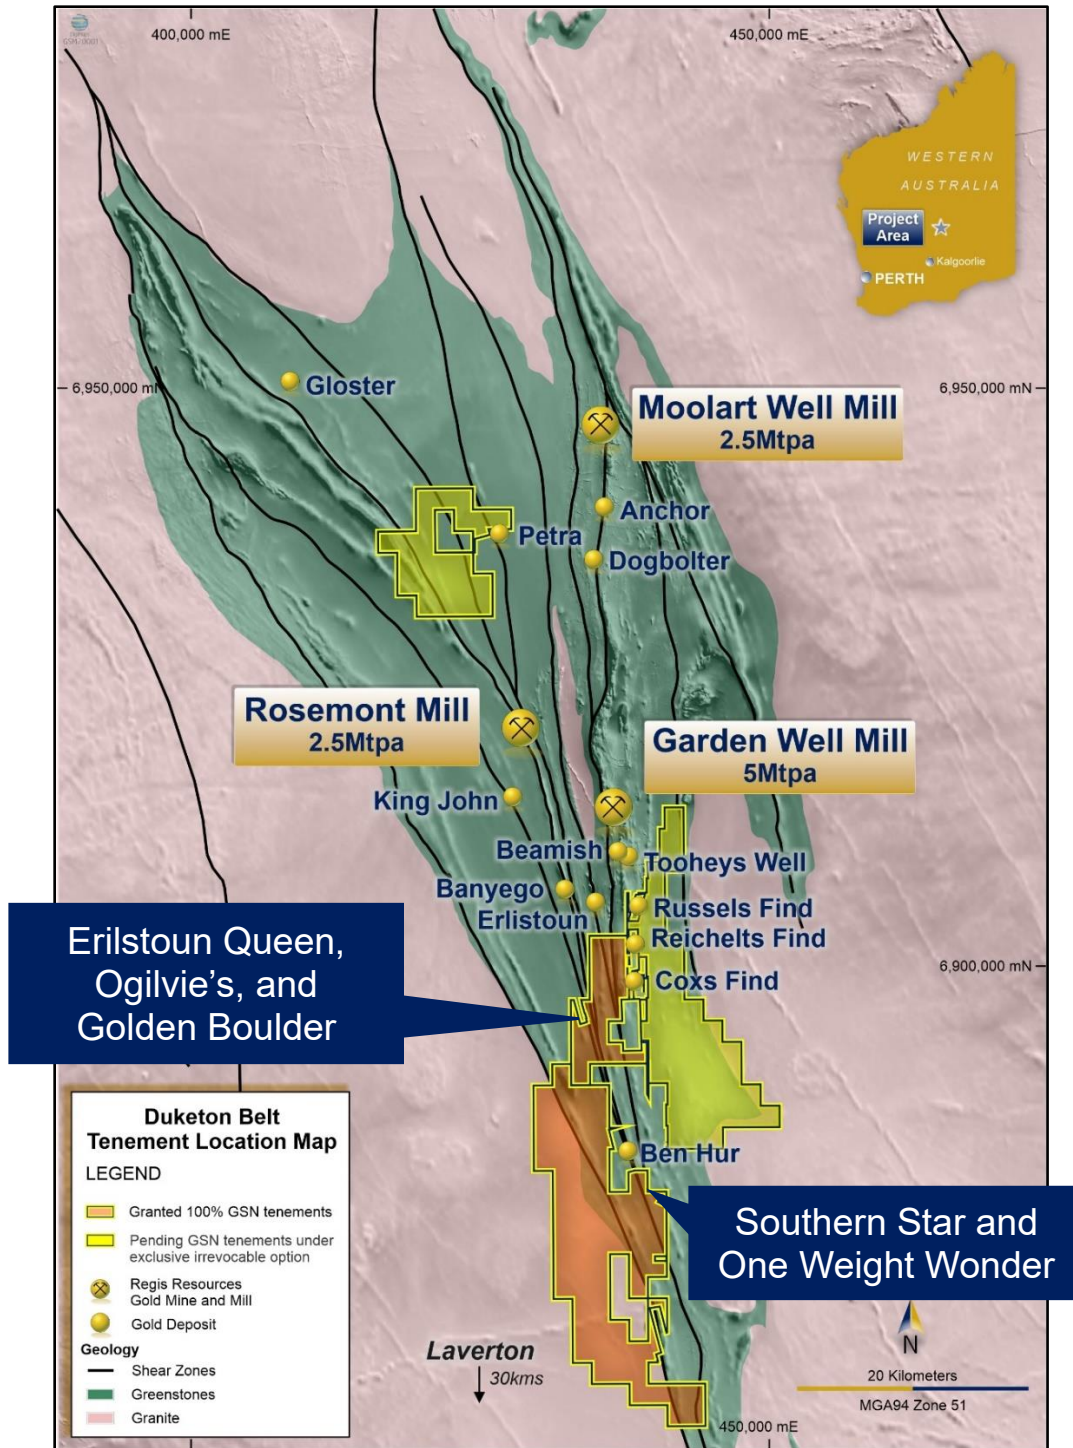 400,000 mE
450,000 mE
WESTERN
AUSTRALIA
Project
Area
Kalgoorlie
PERTH
6,950,000 mN
6,950,000 mN
Gloster
Moolart Well Mill
2.5Mtpa
Anchor
Petra
Dogbolter
Rosemont Mill
2.5Mtpa
Garden Well Mill
5Mtpa
King John
Beamish
Tooheys Well
Banyego
Erlistoun
Russels Find
Reichelts Find
6,900,000 mN
Coxs Find
Erilstoun Queen,
Ogilvie’s, and
Golden Boulder
Ben Hur
Southern Star and
One Weight Wonder
Duketon Belt
Tenement Location Map
LEGEND
Granted 100% GSN tenements
Pending GSN tenements under
exclusive irrevocable option
Regis Resources
Gold Mine and Mill
Gold Deposit
Geology
Shear Zones
Greenstones
Granite
Laverton
30kms
N
20 Kilometers
MGA94 Zone 51
450,000 mE